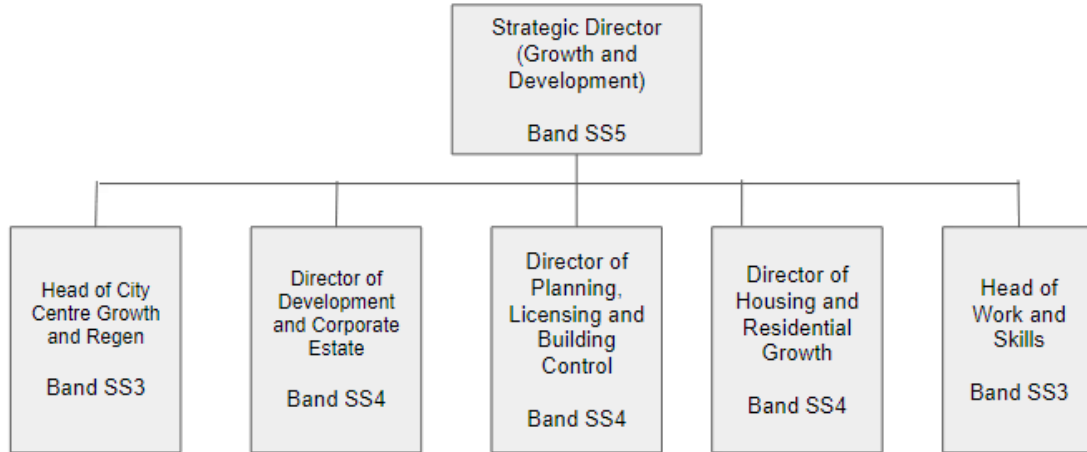 Strategic Director
(Growth and
Development)
Band SS5
Head of City
Centre Growth
and Regen
Band SS3
Director of
Development
and Corporate
Estate
Band SS4
Director of
Planning,
Licensing and
Building
Control
Band SS4
Director of
Housing and
Residential
Growth
Band SS4
Head of
Work and
Skills
Band SS3